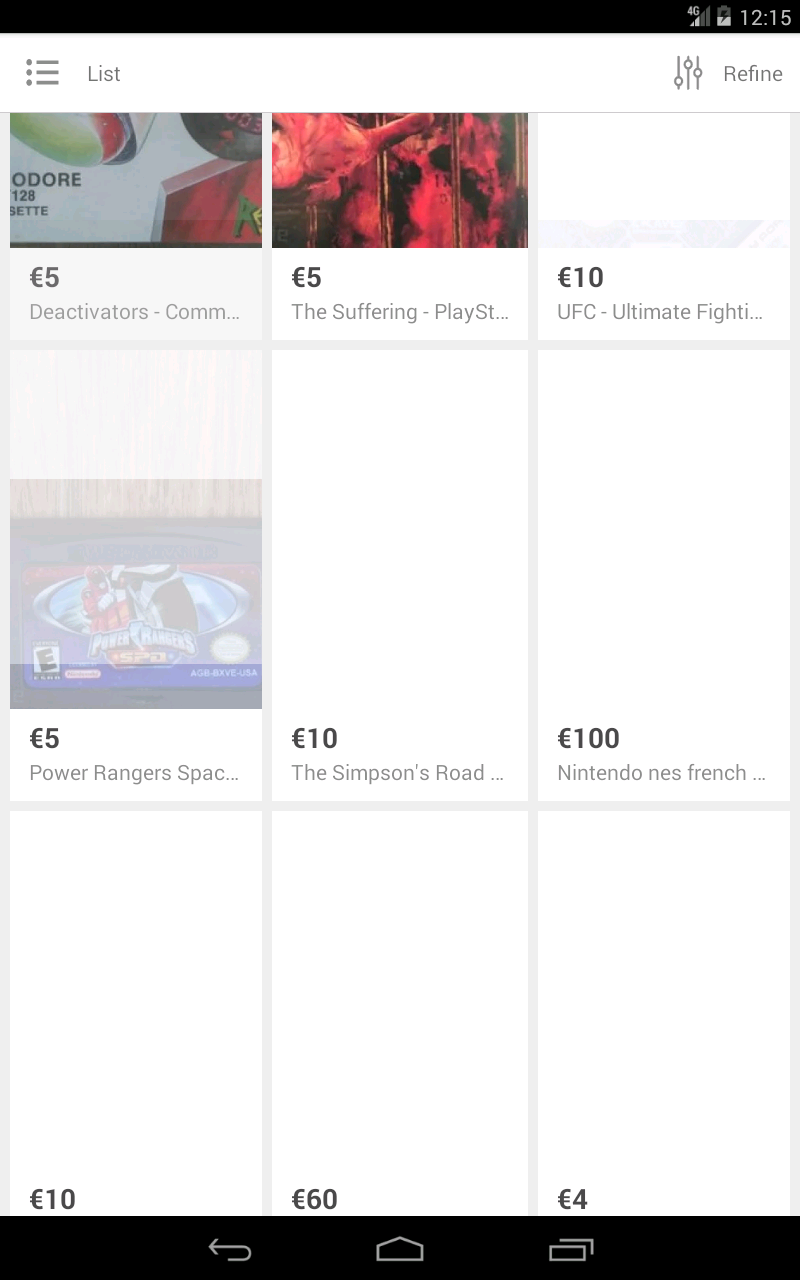 4G 12:15
List
Refine
ODORE
128
SETTE
€5
Deactivators - Comm...
€5
The Suffering - PlaySt...
€10
UFC - Ultimate Fighti...
POWER RANGERS
SPD
E
Nintendo
AGB-BXVE-USA
€5
Power Rangers Spac...
€10
The Simpson's Road ...
€100
Nintendo nes french ...
€10
€60
€4